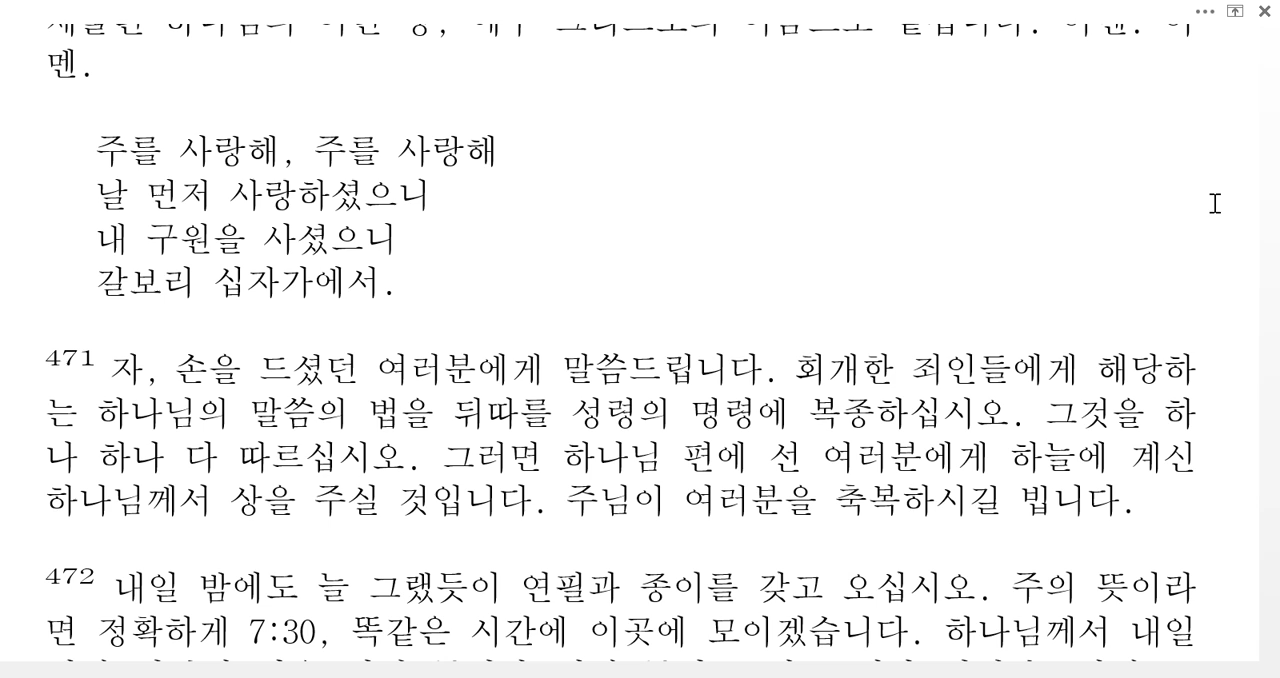 멘.
주를 사랑해, 주를 사랑해
날 먼저 사랑하셨으니
내 구원을 사셨으니
갈보리 십자가에서.
471 자, 손을 드셨던 여러분에게 말씀드립니다. 회개한 죄인들에게 해당하
는 하나님의 말씀의 법을 뒤따를 성령의 명령에 복종하십시오. 그것을 하
나 하나 다 따르십시오. 그러면 하나님 편에 선 여러분에게 하늘에 계신
하나님께서 상을 주실 것입니다. 주님이 여러분을 축복하시길 빕니다.
472 내일 밤에도 늘 그랬듯이 연필과 종이를 갖고 오십시오. 주의 뜻이라
면 정확하게 7:30, 똑같은 시간에 이곳에 모이겠습니다. 하나님께서 내일